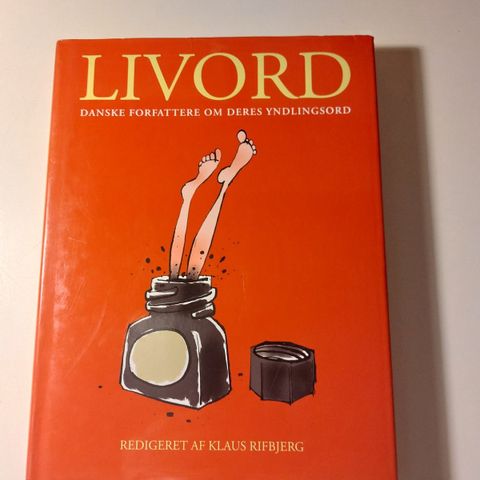 LIVORD
DANSKE FORFATTERE OM DERES YNDLINGSORD
REDIGERET AF KLAUS RIFBJERG